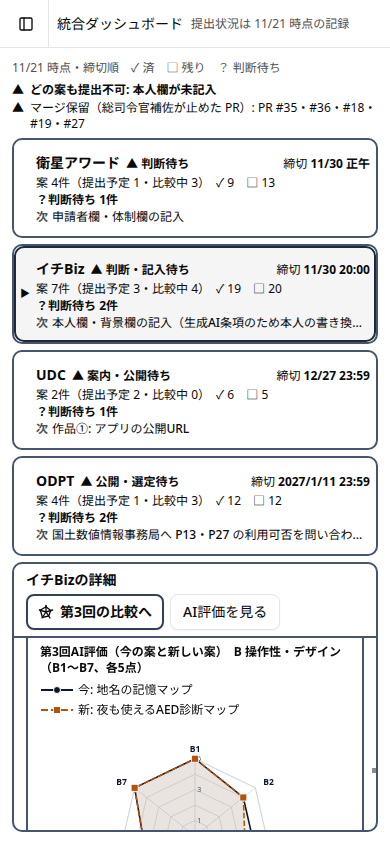 統合ダッシュボード 提出状況は 11/21 時点の記録
11/21 時点・締切順 ✓ 済 □ 残り ? 判断待ち
▲ どの案も提出不可: 本人欄が未記入
▲ マージ保留（総司令官補佐が止めた PR）: PR #35・#36・#18・
#19・#27
衛星アワード ▲ 判断待ち 締切 11/30 正午
案 4件（提出予定 1・比較中 3） ✓ 9 □ 13
? 判断待ち 1件
次 申請者欄・体制欄の記入
イチBiz ▲ 判断・記入待ち 締切 11/30 20:00
▶ 案 7件（提出予定 3・比較中 4） ✓ 19 □ 20
? 判断待ち 2件
次 本人欄・背景欄の記入（生成AI条項のため本人の書き換…
UDC ▲ 案内・公開待ち 締切 12/27 23:59
案 2件（提出予定 2・比較中 0） ✓ 6 □ 5
? 判断待ち 1件
次 作品①: アプリの公開URL
ODPT ▲ 公開・選定待ち 締切 2027/1/11 23:59
案 4件（提出予定 1・比較中 3） ✓ 12 □ 12
? 判断待ち 2件
次 国土数値情報事務局へ P13・P27 の利用可否を問い合わ…
イチBizの詳細
第3回の比較へ AI評価を見る
第3回AI評価（今の案と新しい案） B 操作性・デザイン
（B1〜B7、各5点）
今: 地名の記憶マップ
新: 夜も使えるAED診断マップ
B1
B7 B2
3
1